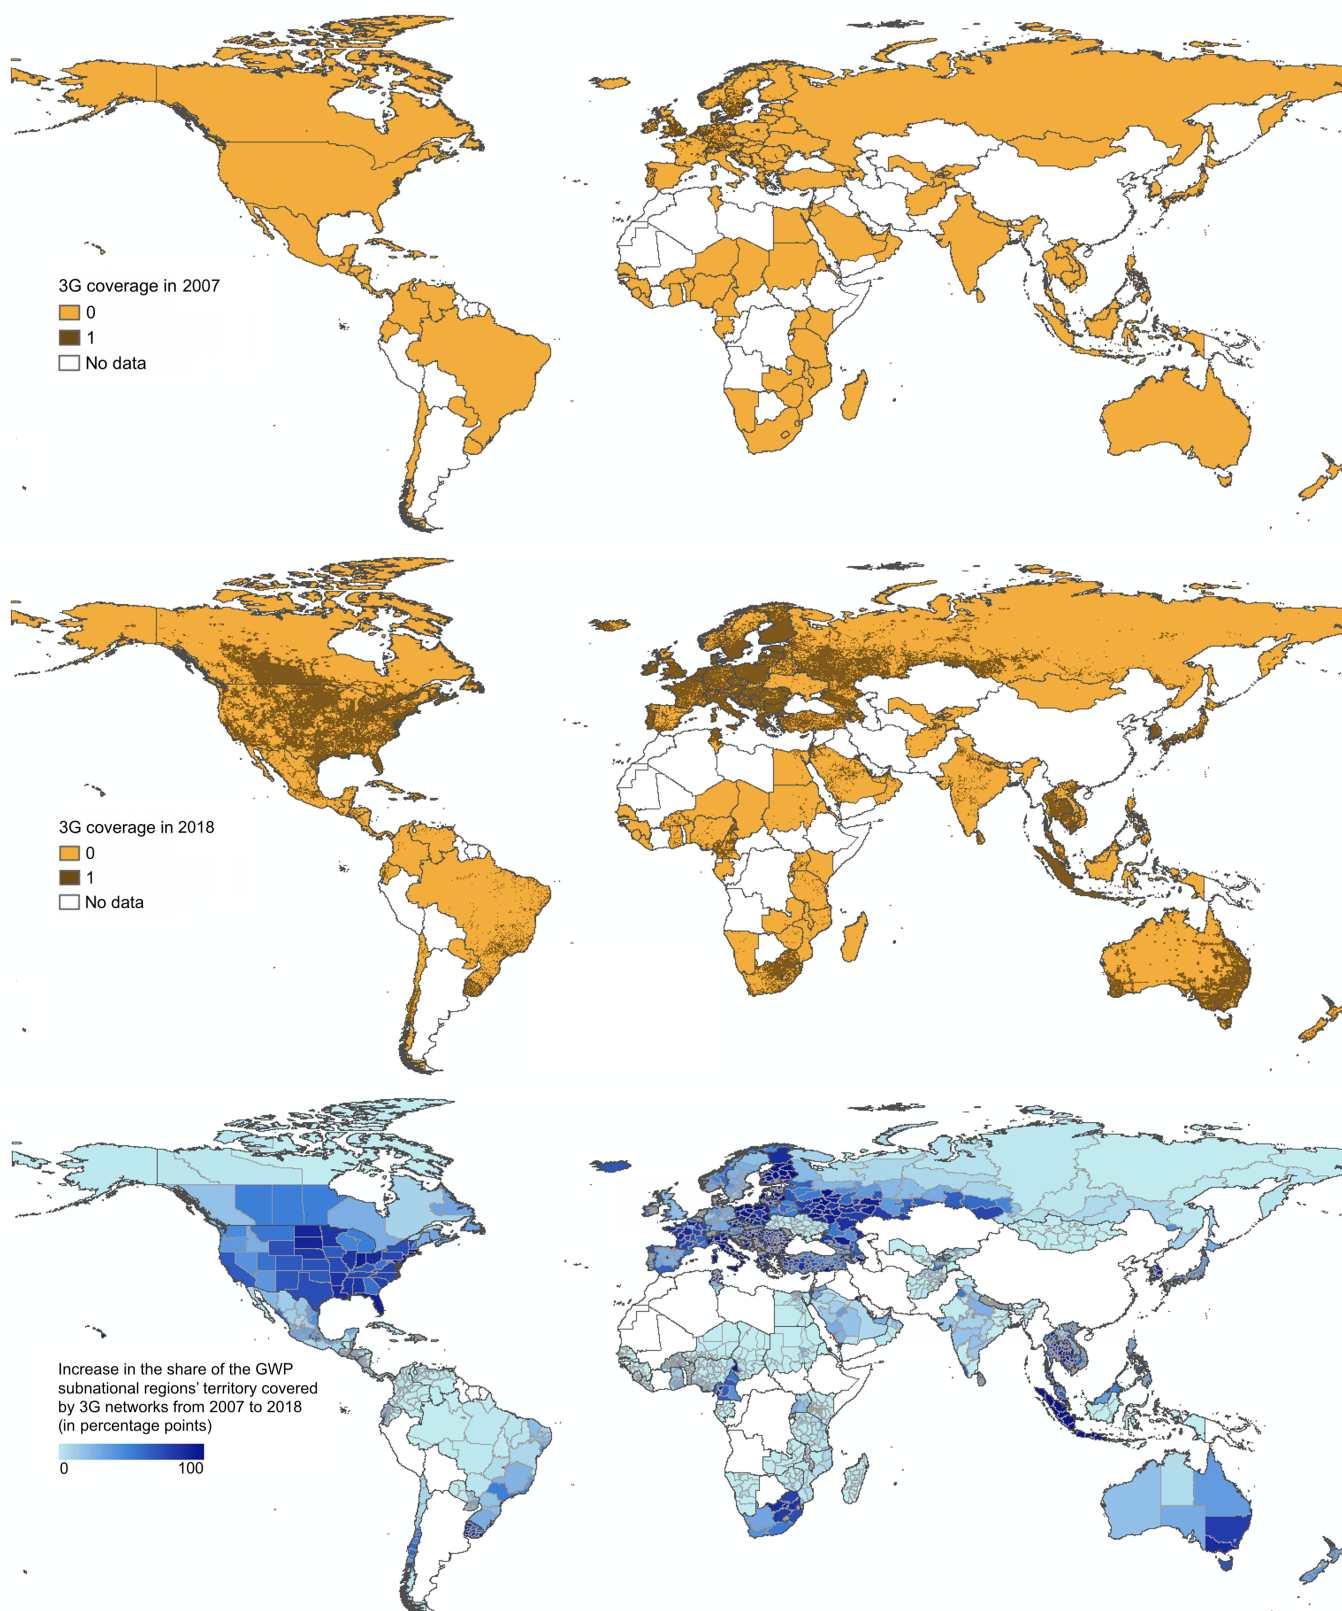 3G coverage in 2007
0
1
No data
3G coverage in 2018
0
1
No data
Increase in the share of the GWP
subnational regions' territory covered
by 3G networks from 2007 to 2018
(in percentage points)
0 100